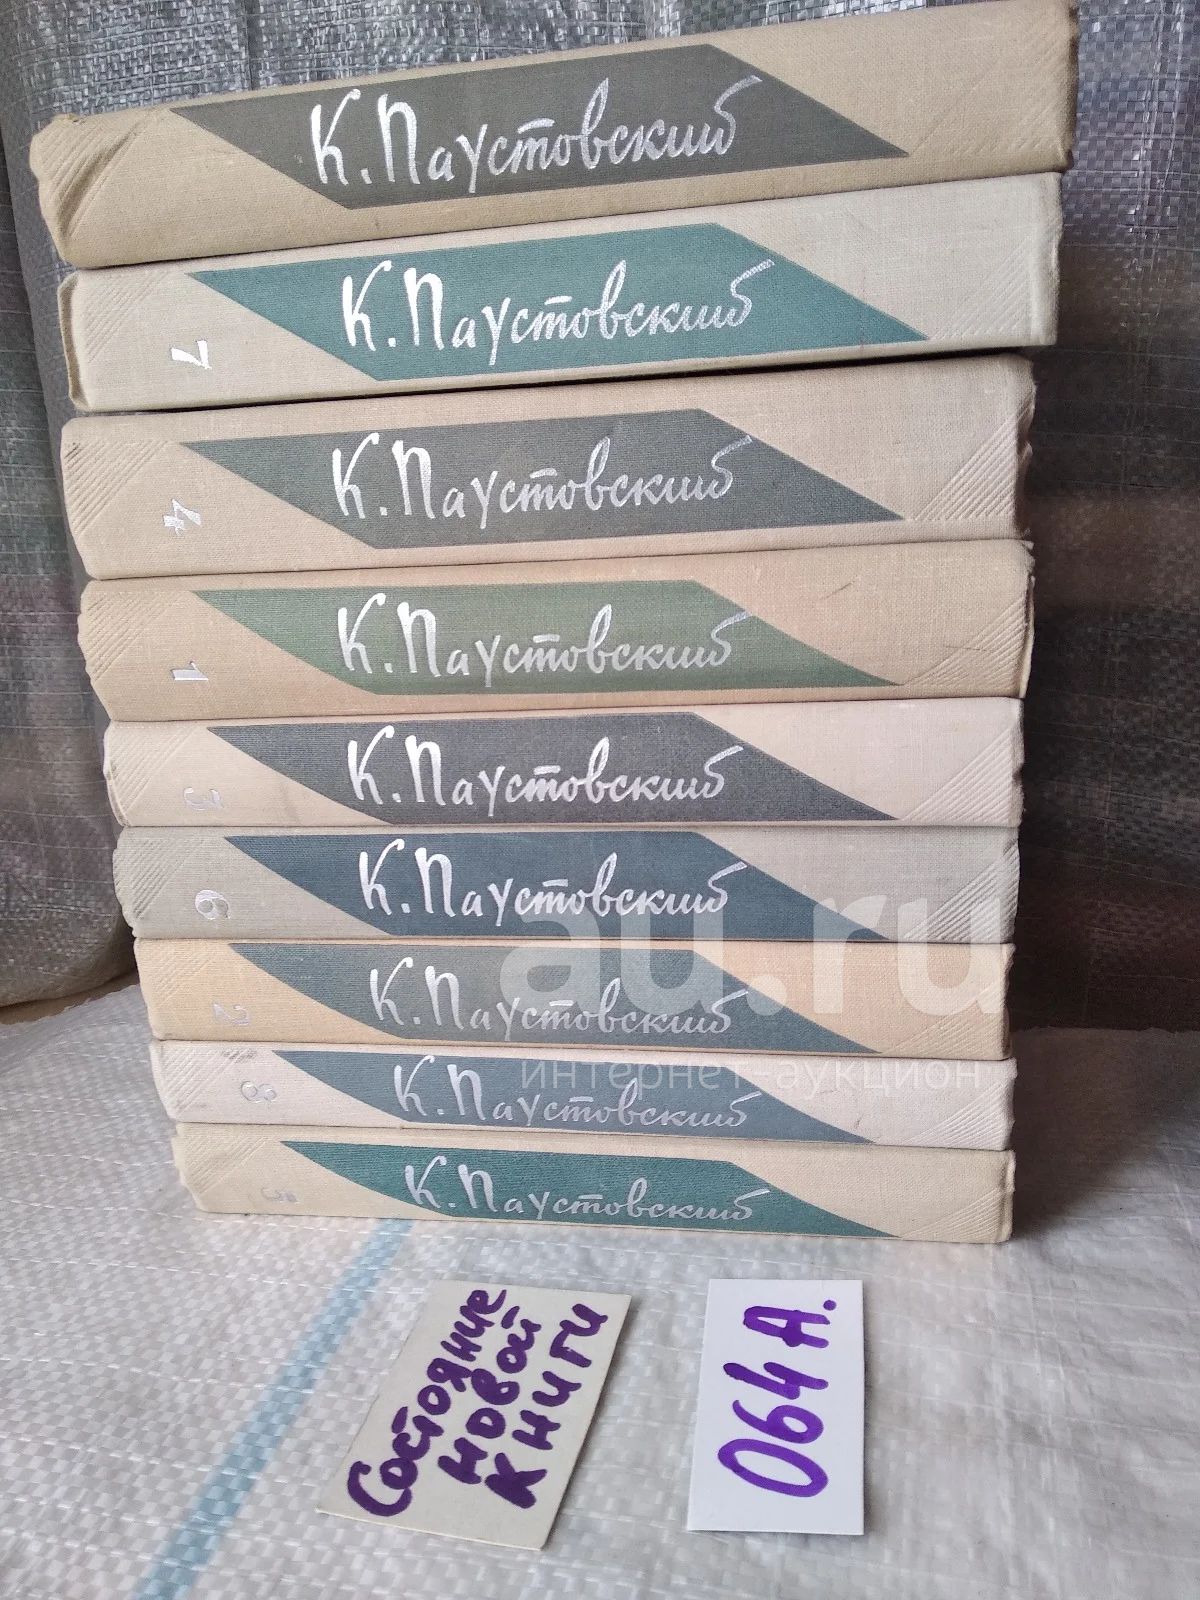 К. Паустовский
К. Паустовский
7
К. Паустовский
4
К. Паустовский
1
К. Паустовский
3
К. Паустовский
6
К. Паустовский
2
К. Паустовский
8
К. Паустовский
5
au.ru
интернет-аукцион
Состояние
новой
книги
064 А.